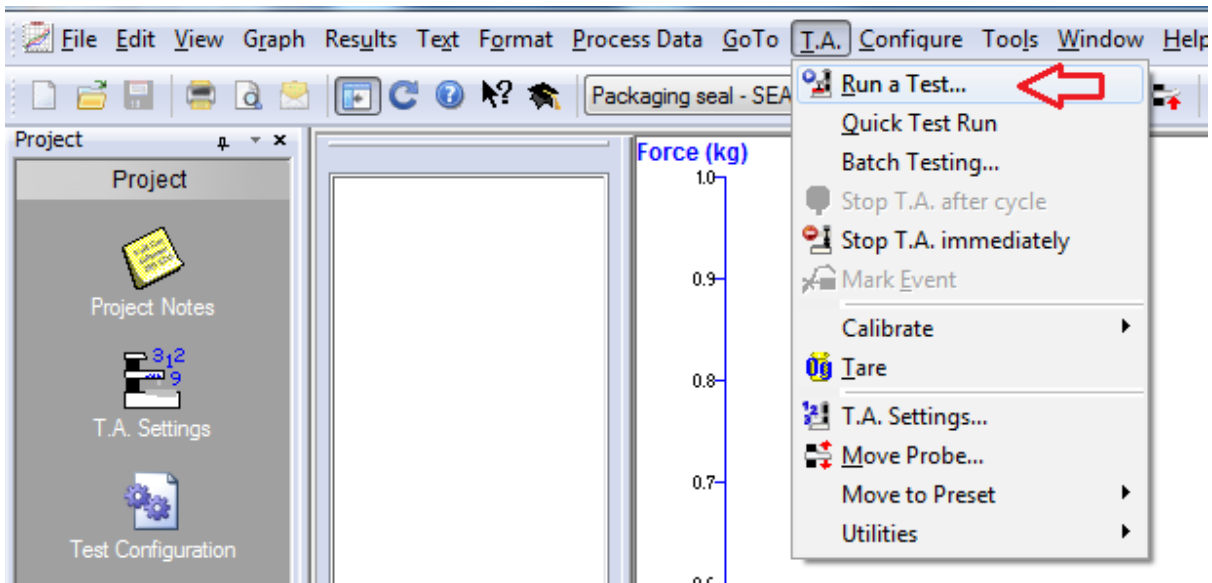 File Edit View Graph Results Text Format Process Data GoTo T.A. Configure Tools Window Help
Packaging seal - SEA
Project
Project
Project Notes
T.A. Settings
Test Configuration
Force (kg)
1.0
0.9
0.8
0.7
Run a Test...
Quick Test Run
Batch Testing...
Stop T.A. after cycle
Stop T.A. immediately
Mark Event
Calibrate
Tare
T.A. Settings...
Move Probe...
Move to Preset
Utilities